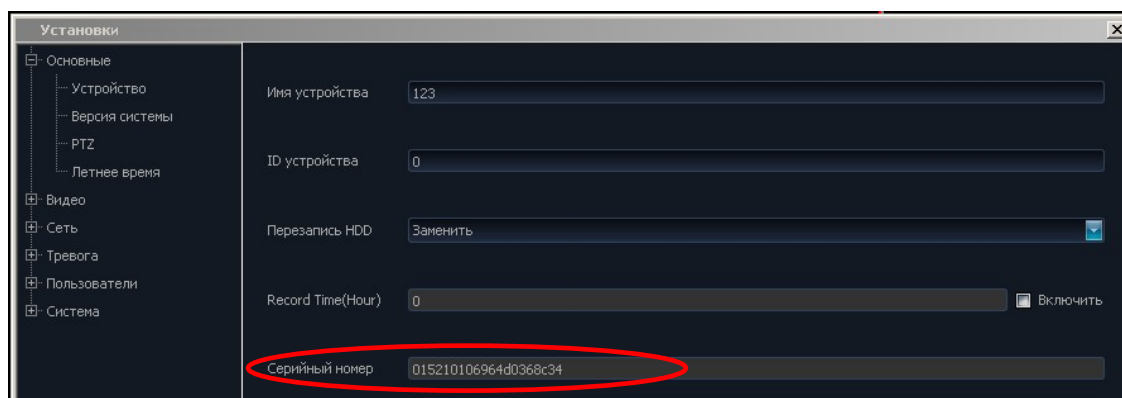 Установки
Основные
Устройство
Версия системы
PTZ
Летнее время
Видео
Сеть
Тревога
Пользователи
Система
Имя устройства 123
ID устройства 0
Перезапись HDD Заменить
Record Time(Hour) 0 Включить
Серийный номер 015210106964d0368c34